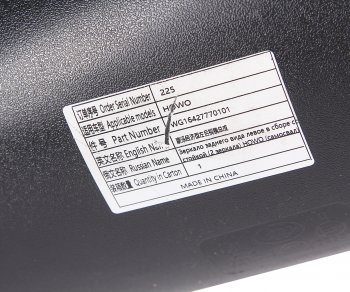 订单序号 Order Serial Number 225
适用车型 Applicable models HOWO
件 号 Part Number WG16427770101
英文名称 English Name
俄文名称 Russian Name Зеркало заднего вида левое в сборе с
стойкой (2 зеркала) HOWO (самосвал
装箱数量 Quantity in Carton 1
MADE IN CHINA